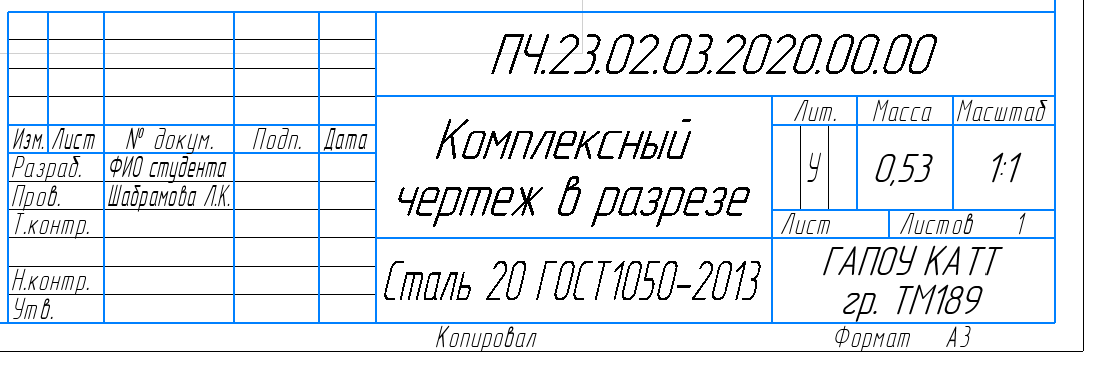 ПЧ.23.02.03.2020.00.00
Изм. Лист № докум. Подп. Дата
Разраб. ФИО студента
Пров. Шабрамова Л.К.
Т.контр.
Н.контр.
Утв.
Комплексный
чертеж в разрезе
Сталь 20 ГОСТ1050-2013
Лит. Масса Масштаб
У 0,53 1:1
Лист Листов 1
ГАПОУ КАТТ
гр. ТМ189
Копировал Формат А3